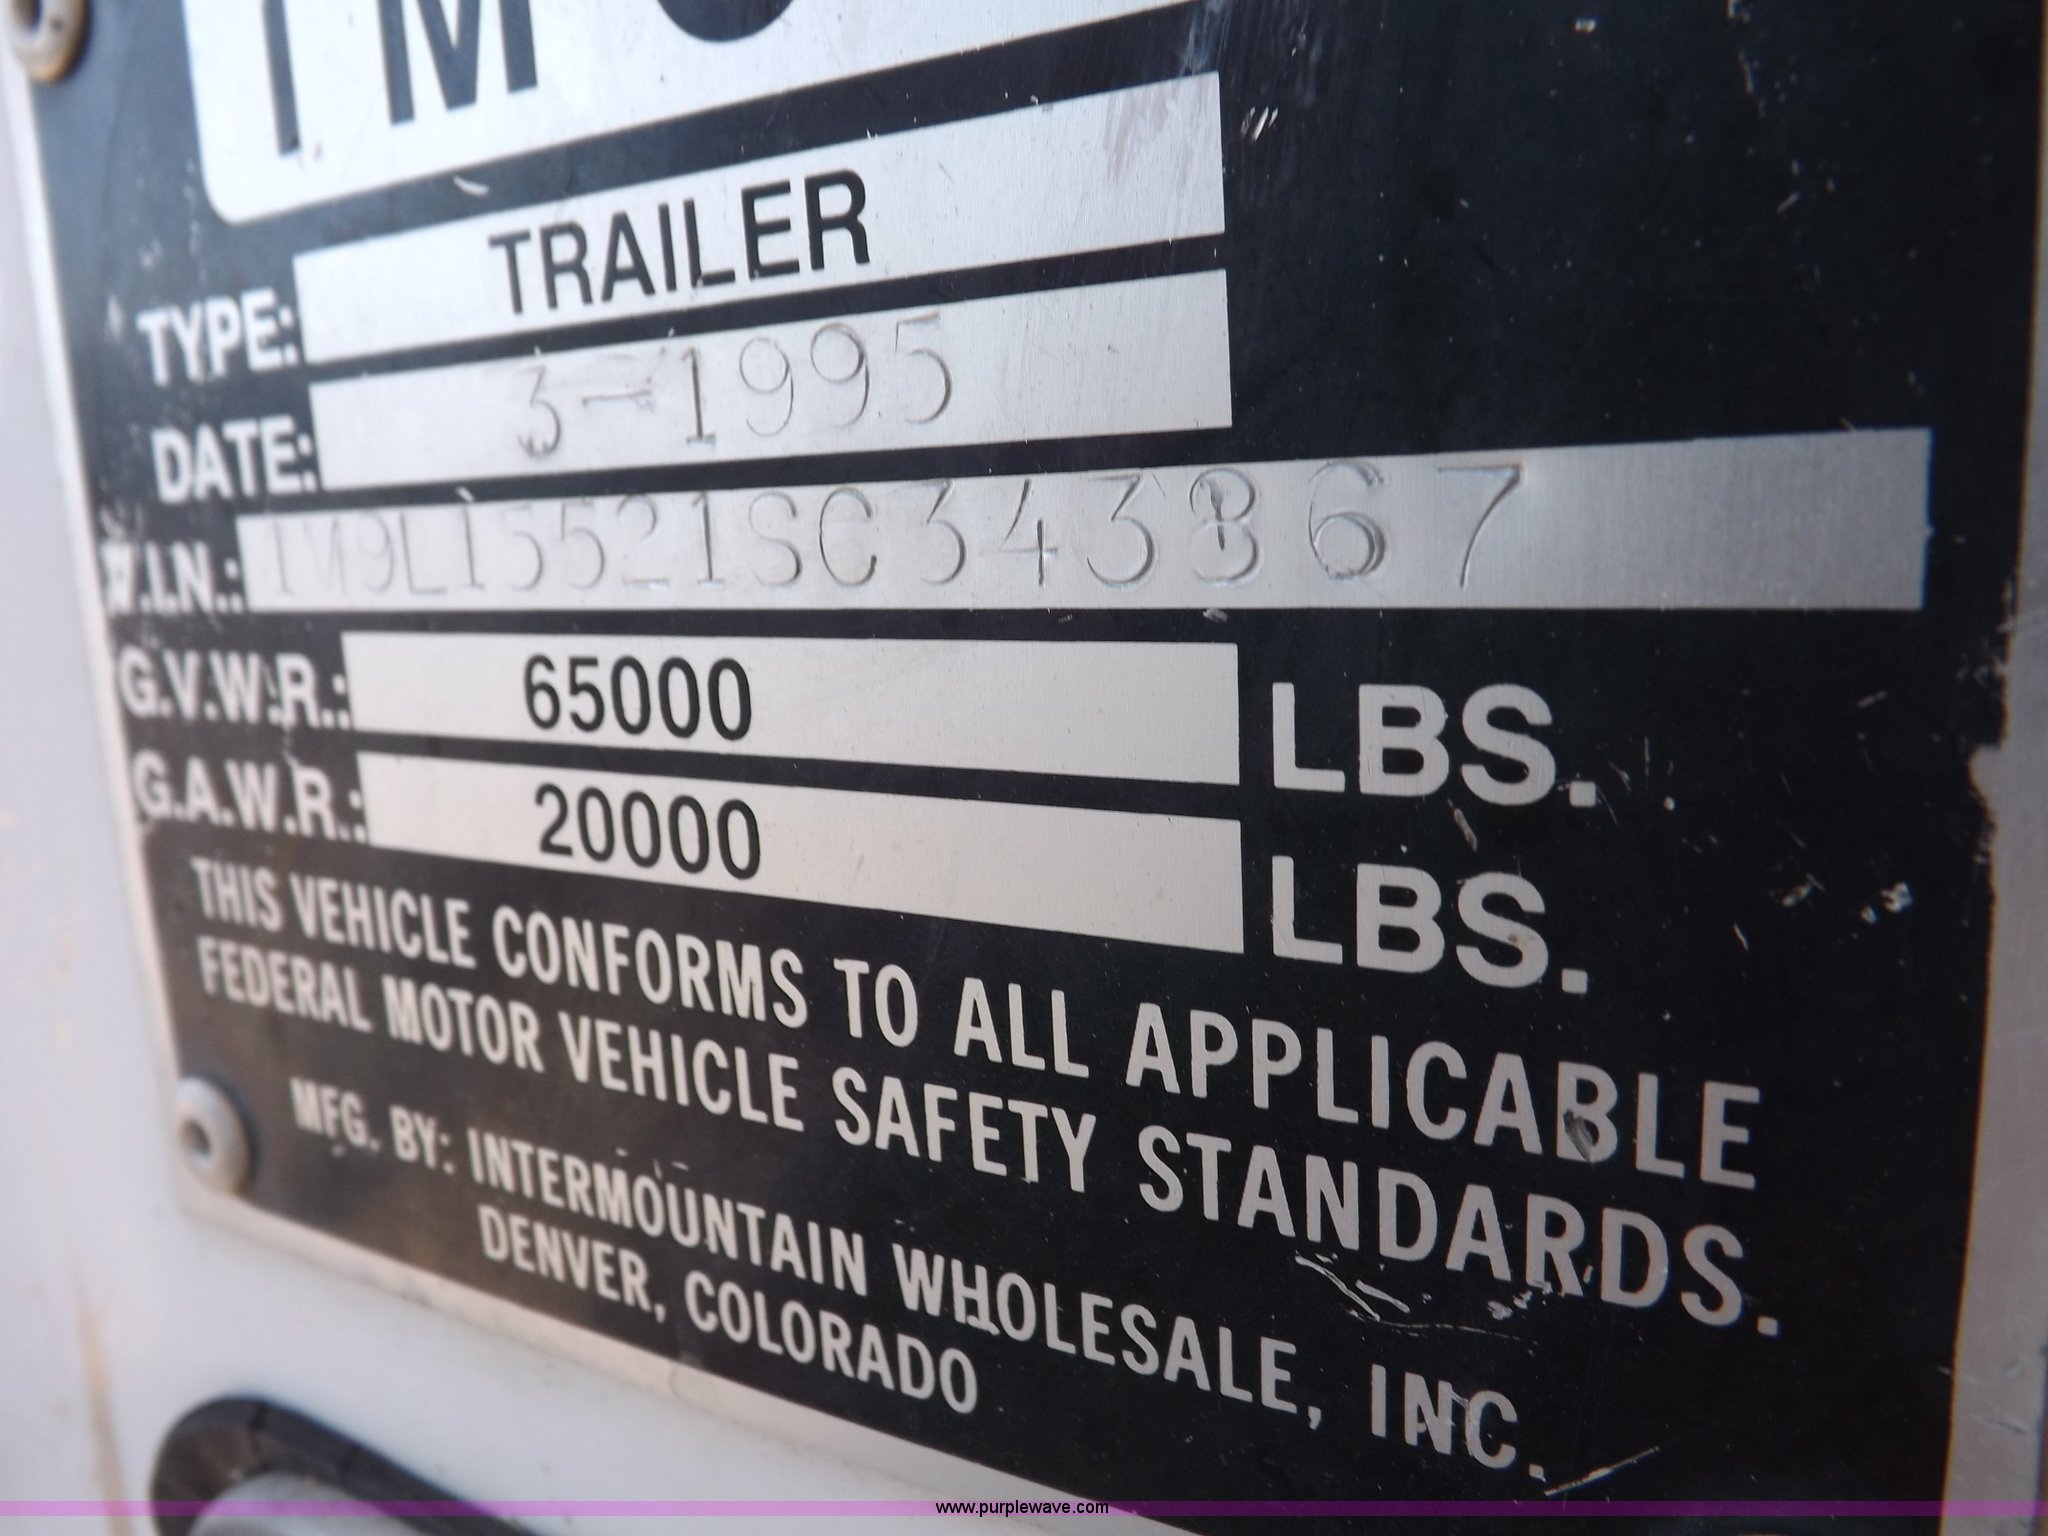 TYPE: TRAILER
DATE: 3-1995
V.I.N.: 1M9L15521SC343867
G.V.W.R.: 65000 LBS.
G.A.W.R.: 20000 LBS.
THIS VEHICLE CONFORMS TO ALL APPLICABLE
FEDERAL MOTOR VEHICLE SAFETY STANDARDS.
MFG. BY: INTERMOUNTAIN WHOLESALE, INC.
DENVER, COLORADO
www.purplewave.com